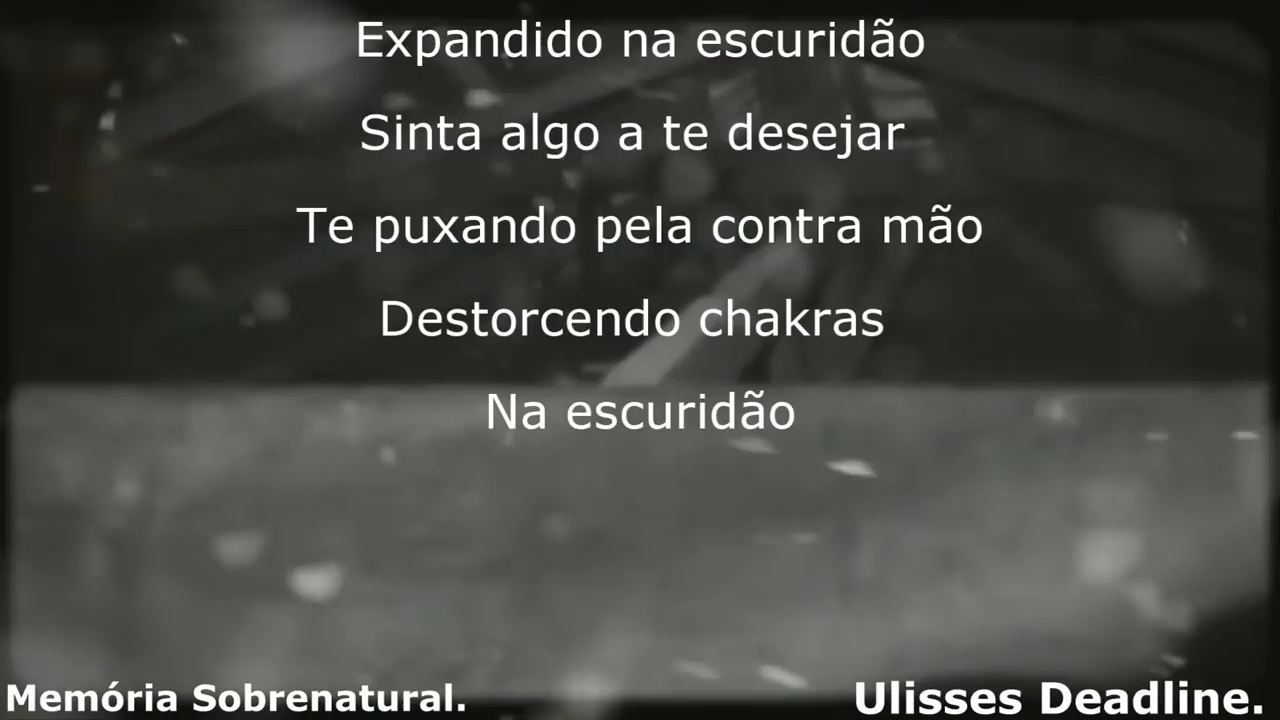 Expandido na escuridão
Sinta algo a te desejar
Te puxando pela contra mão
Destorcendo chakras
Na escuridão
Memória Sobrenatural.
Ulisses Deadline.